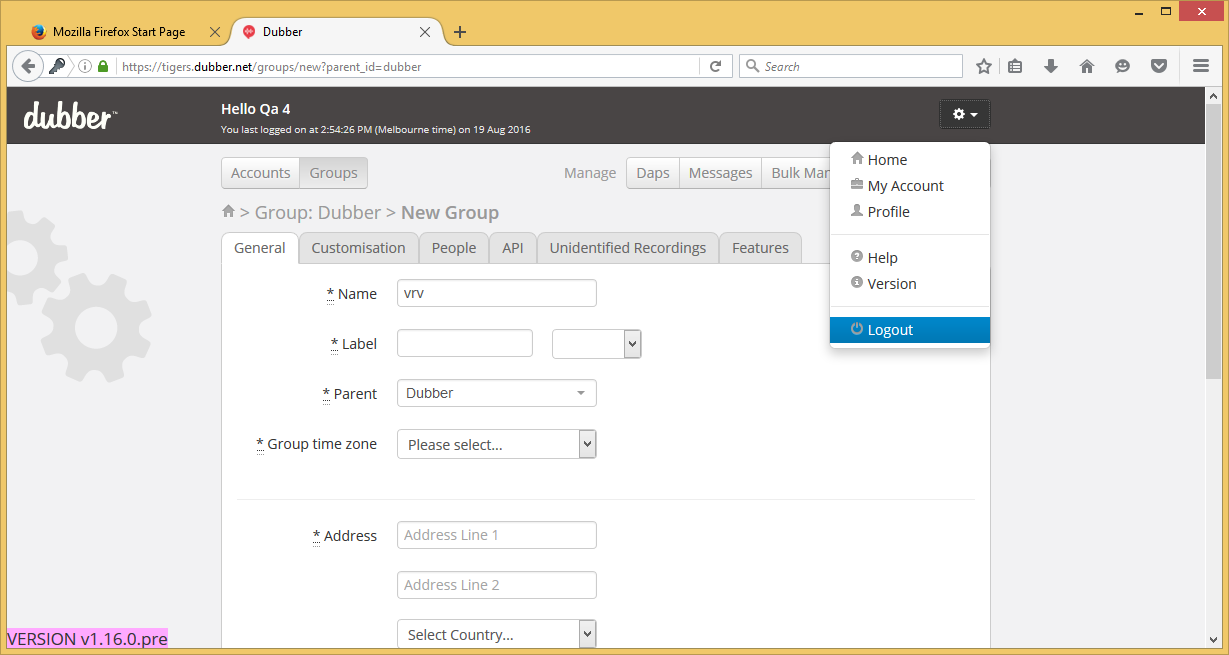 Mozilla Firefox Start Page
Dubber
https://tigers.dubber.net/groups/new?parent_id=dubber
Search
dubber™
Hello Qa 4
You last logged on at 2:54:26 PM (Melbourne time) on 19 Aug 2016
Accounts Groups Manage Daps Messages Bulk Man
Home
My Account
Profile
Help
Version
Logout
> Group: Dubber > New Group
General Customisation People API Unidentified Recordings Features
* Name vrv
* Label
* Parent Dubber
* Group time zone Please select...
* Address Address Line 1
Address Line 2
Select Country...
VERSION v1.16.0.pre